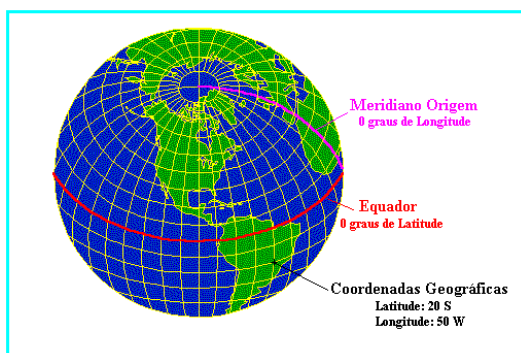 Meridiano Origem
0 graus de Longitude
Equador
0 graus de Latitude
Coordenadas Geográficas
Latitude: 20 S
Longitude: 50 W